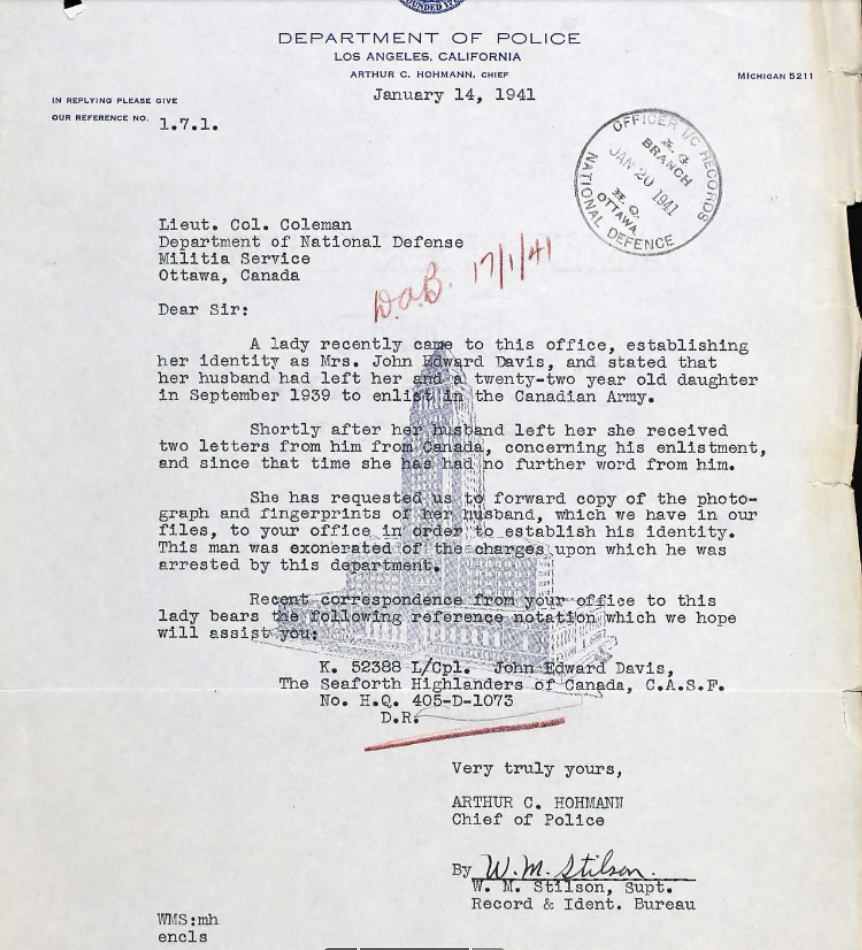 DEPARTMENT OF POLICE
LOS ANGELES, CALIFORNIA
ARTHUR C. HOHMANN, CHIEF
MICHIGAN 5211
January 14, 1941
IN REPLYING PLEASE GIVE
OUR REFERENCE NO. 1.7.1.
OFFICER I/C RECORDS
BRANCH
JAN 20 1941
H. Q.
OTTAWA
NATIONAL DEFENCE
Lieut. Col. Coleman
Department of National Defense
Militia Service
Ottawa, Canada
17/1/41
Dear Sir:
A lady recently came to this office, establishing
her identity as Mrs. John Edward Davis, and stated that
her husband had left her and a twenty-two year old daughter
in September 1939 to enlist in the Canadian Army.
Shortly after her husband left her she received
two letters from him from Canada, concerning his enlistment,
and since that time she has had no further word from him.
She has requested us to forward copy of the photo-
graph and fingerprints of her husband, which we have in our
files, to your office in order to establish his identity.
This man was exonerated of the charges upon which he was
arrested by this department.
Recent correspondence from your office to this
lady bears the following reference notation which we hope
will assist you:
K. 52388 L/Cpl. John Edward Davis,
The Seaforth Highlanders of Canada, C.A.S.F.
No. H.Q. 405-D-1073
D.R.
Very truly yours,
ARTHUR C. HOHMANN
Chief of Police
By W. M. Stilson.
W. M. Stilson, Supt.
Record & Ident. Bureau
WMS:mh
encls